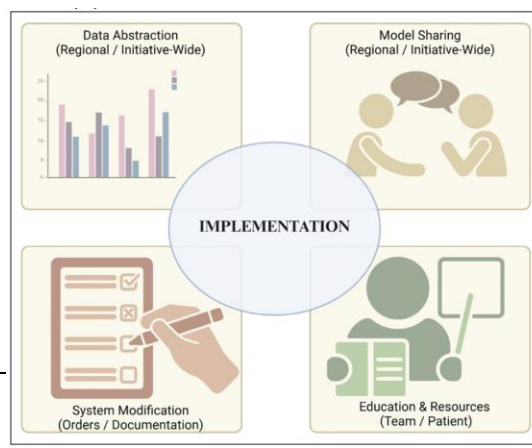 Data Abstraction
(Regional / Initiative-Wide)
Model Sharing
(Regional / Initiative-Wide)
IMPLEMENTATION
System Modification
(Orders / Documentation)
Education & Resources
(Team / Patient)